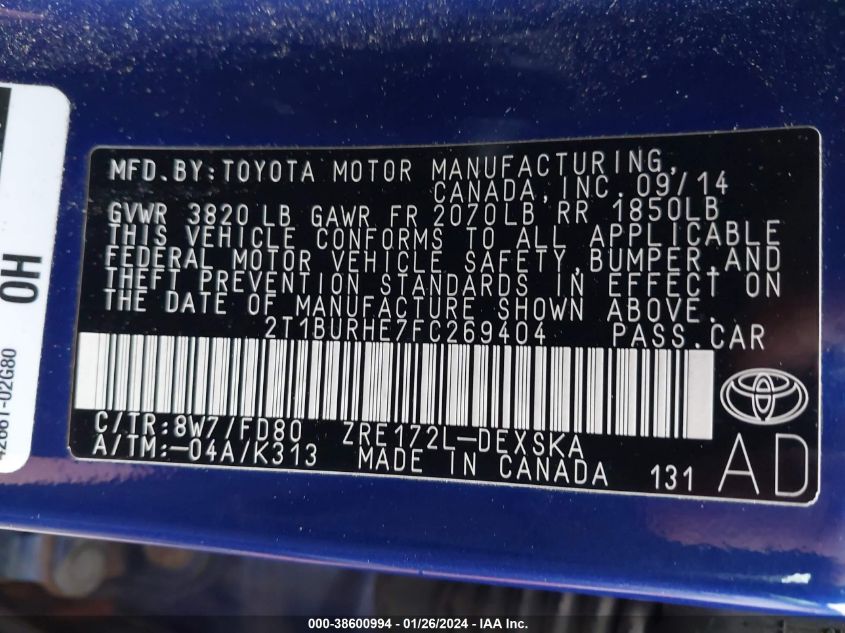 MFD.BY:TOYOTA MOTOR MANUFACTURING,
CANADA,INC.09/14
GVWR 3820 LB GAWR FR 2070LB RR 1850LB
THIS VEHICLE CONFORMS TO ALL APPLICABLE
FEDERAL MOTOR VEHICLE SAFETY,BUMPER,AND
THEFT PREVENTION STANDARDS IN EFFECT ON
THE DATE OF MANUFACTURE SHOWN ABOVE.
2T1BURHE7FC269404 PASS.CAR
C/TR:8W7/FD80 ZRE172L-DEXSKA
A/TM:-04A/K313 MADE IN CANADA 131
AD
OH
42661-02G80
000-38600994 - 01/26/2024 - IAA, Inc.